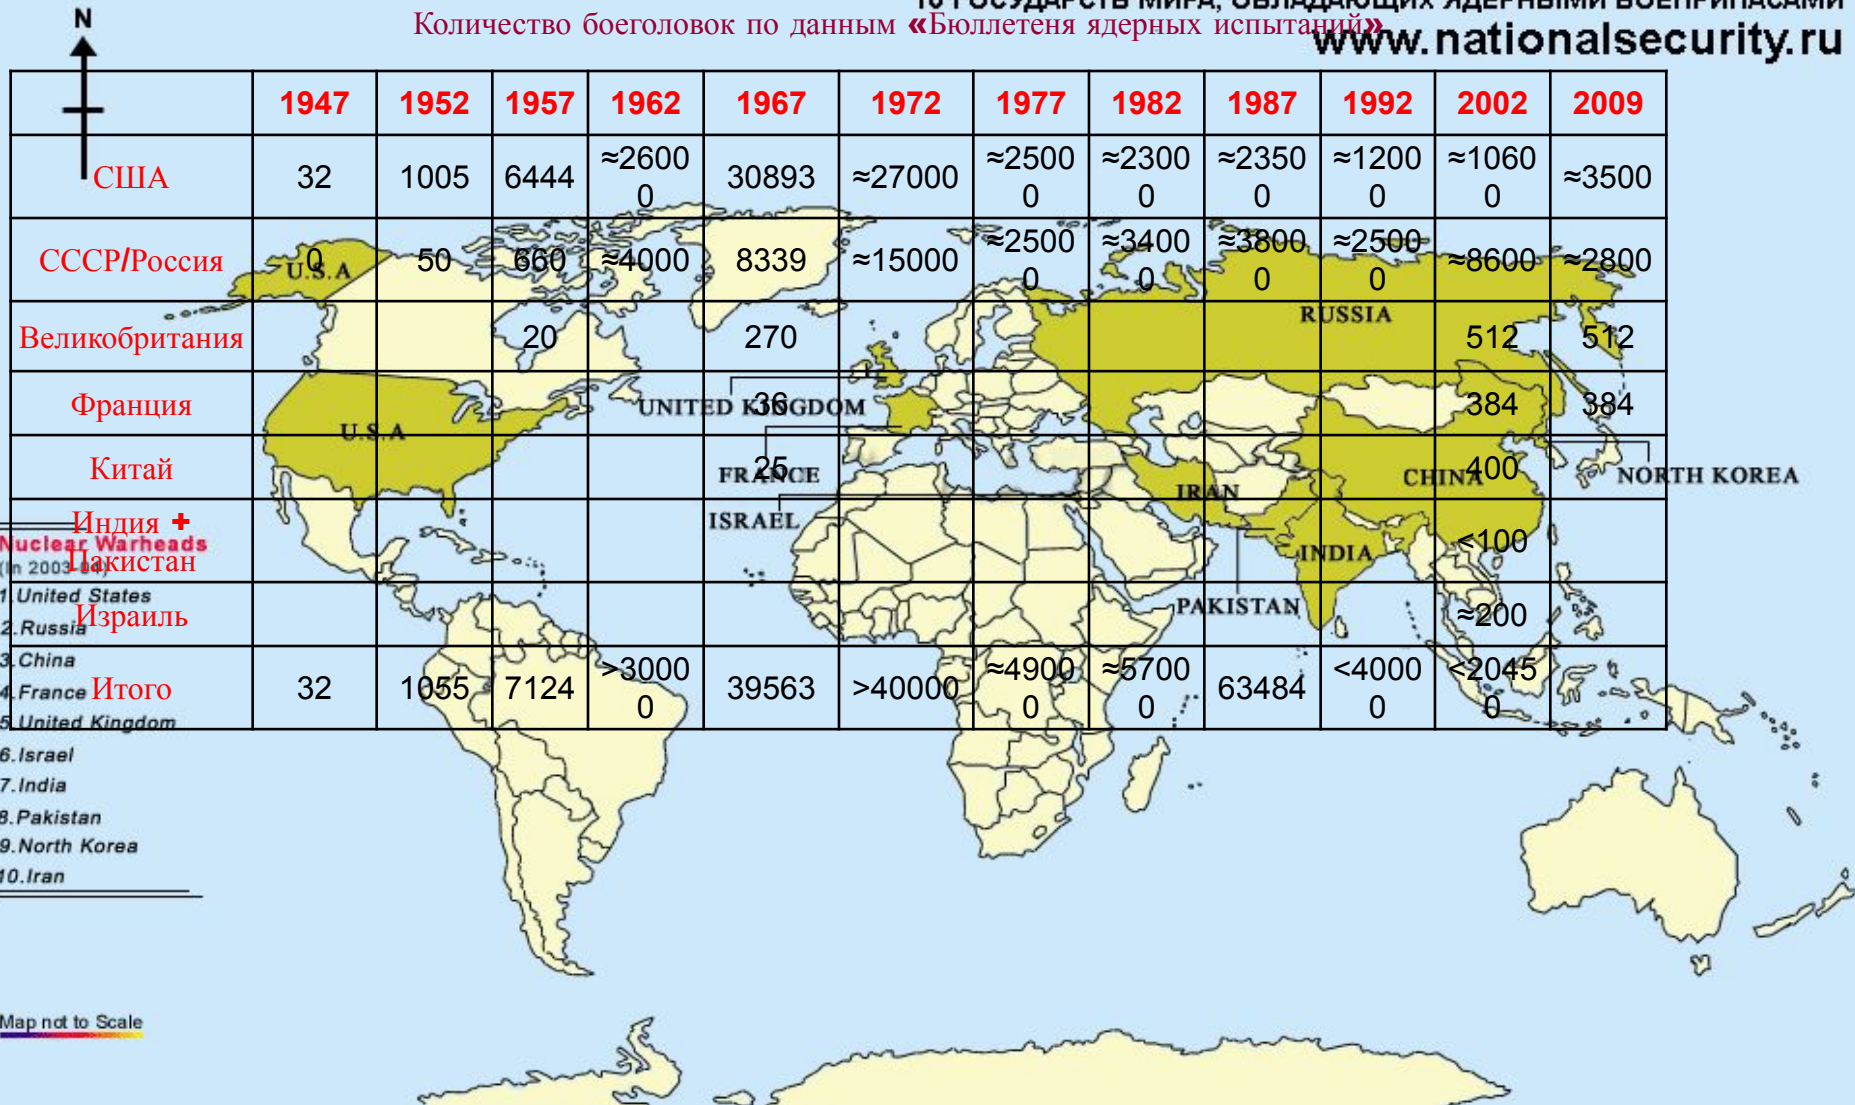 10 ГОСУДАРСТВ МИРА, ОБЛАДАЮЩИХ ЯДЕРНЫМИ БОЕПРИПАСАМИ
Количество боеголовок по данным «Бюллетеня ядерных испытаний»
www.nationalsecurity.ru
N
1947 1952 1957 1962 1967 1972 1977 1982 1987 1992 2002 2009
США 32 1005 6444 ≈26000 30893 ≈27000 ≈25000 ≈23000 ≈23500 ≈12000 ≈10600 ≈3500
СССР/Россия 0 50 660 ≈4000 8339 ≈15000 ≈25000 ≈34000 ≈38000 ≈25000 ≈8600 ≈2800
Великобритания 20 270 512 512
Франция 36 384 384
Китай 25 400
Индия +
Пакистан <100
Израиль ≈200
Итого 32 1055 7124 >30000 39563 >40000 ≈49000 ≈57000 63484 <40000 <20450
U.S.A
RUSSIA
UNITED KINGDOM
U.S.A
FRANCE
CHINA
NORTH KOREA
IRAN
ISRAEL
INDIA
PAKISTAN
Nuclear Warheads
(In 2003-04)
1.United States
2.Russia
3.China
4.France
5.United Kingdom
6.Israel
7.India
8.Pakistan
9.North Korea
10.Iran
Map not to Scale